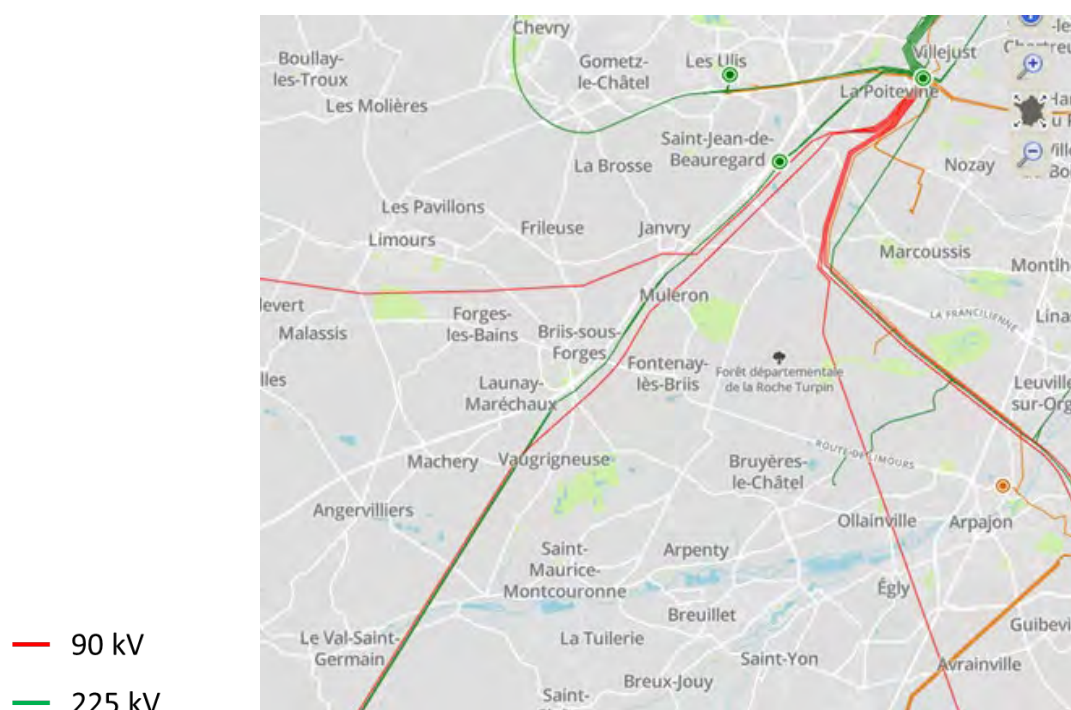 Chevry
Boullay-
les-Troux
Gometz-
le-Châtel
Les Ulis
Villejust
Les Molières
La Poitevine
Saint-Jean-de-
Beauregard
La Brosse
Nozay
Les Pavillons
Limours
Frileuse
Janvry
Marcoussis
Montlh
Muleron
levert
Malassis
Forges-
les-Bains
Briis-sous-
Forges
LA FRANCILIENNE
Lina
Fontenay-
lès-Briis
Forêt départementale
de la Roche Turpin
lles
Launay-
Maréchaux
Leuville
sur-Org
Machery
Vaugrigneuse
ROUTE-DE-LIMOURS
Bruyères-
le-Châtel
Angervilliers
Ollainville
Arpajon
Saint-
Maurice-
Montcouronne
Arpenty
Égly
Breuillet
Guibevi
Le Val-Saint-
Germain
La Tuilerie
Saint-Yon
Avrainville
Breux-Jouy
Saint-
90 kV
225 kV